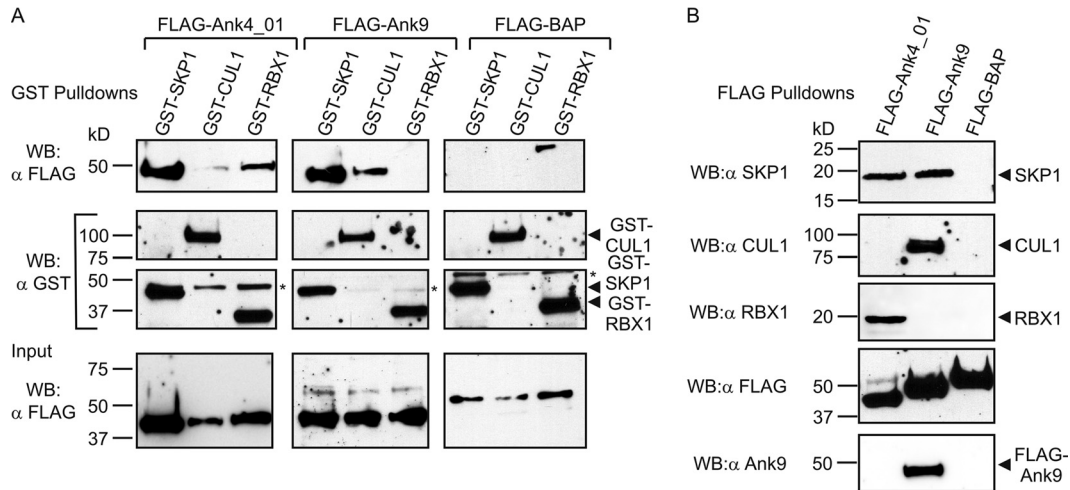 A
FLAG-Ank4_01 FLAG-Ank9 FLAG-BAP
GST Pulldowns GST-SKP1 GST-CUL1 GST-RBX1 GST-SKP1 GST-CUL1 GST-RBX1 GST-SKP1 GST-CUL1 GST-RBX1
kD
WB: α FLAG 50
WB: α GST
100
75
50
37
GST-CUL1
GST-SKP1
GST-RBX1
* * *
Input
WB: α FLAG
75
50
37
B
FLAG Pulldowns FLAG-Ank4_01 FLAG-Ank9 FLAG-BAP
kD
25
WB:α SKP1 20 SKP1
15
WB:α CUL1 100 CUL1
75
WB:α RBX1 20 RBX1
WB:α FLAG 50
37
WB:α Ank9 50 FLAG-Ank9